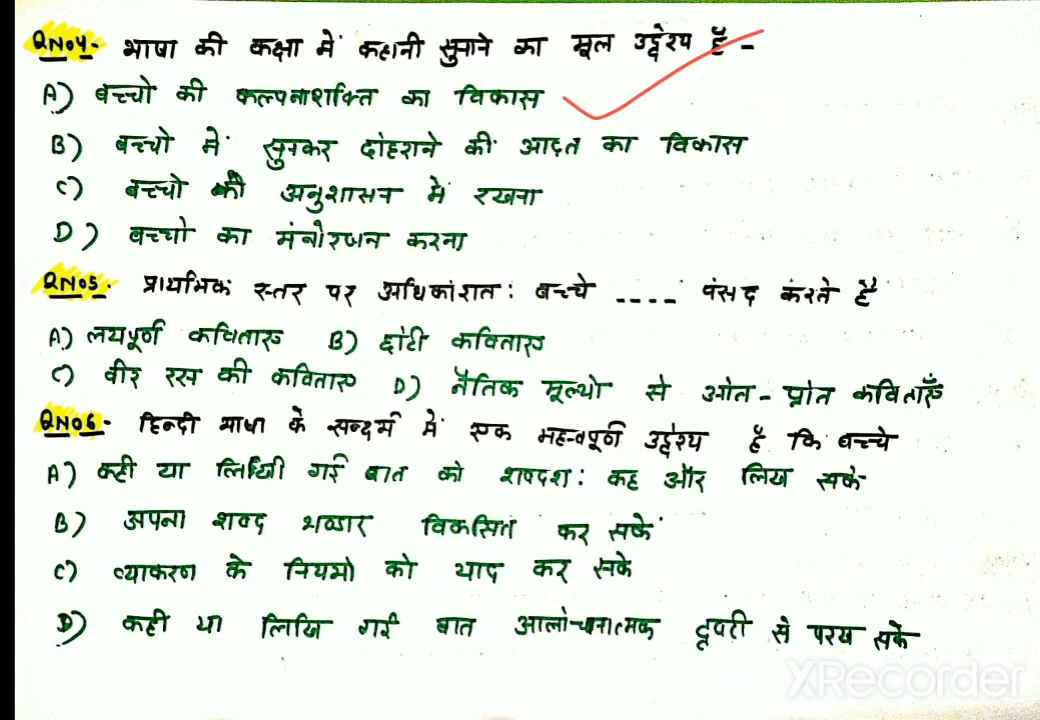 QNo4- भाषा की कक्षा में कहानी सुनाने का मूल उद्देश्य है -
A) बच्चो की कल्पनाशक्ति का विकास
B) बच्चो में सुनकर दोहराने की आदत का विकास
C) बच्चो को अनुशासन में रखना
D) बच्चो का मंनोरंजन करना
QNo5. प्राथमिक स्तर पर अधिकांशत: बच्चे .... पंसद करते है
A) लयपूर्ण कविताए B) छोटी कविताए
C) वीर रस की कविताए D) नैतिक मूल्यो से ओत-प्रोत कविताएँ
QNo6- हिन्दी भाषा के सन्दर्भ में एक महत्वपूर्ण उद्देश्य है कि बच्चे
A) कही या लिखी गई बात को शब्दश: कह और लिख सके
B) अपना शब्द भण्डार विकसित कर सकें
C) व्याकरण के नियमो को याद कर सके
D) कही या लिखि गई बात आलोचनात्मक दृष्टी से परख सकें
XRecorder